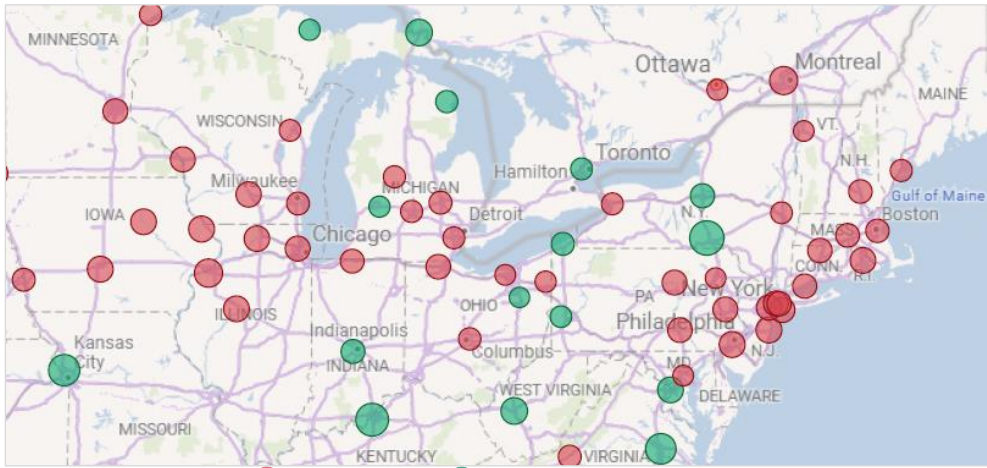 MINNESOTA
Ottawa
Montreal
MAINE
WISCONSIN
VT.
Toronto
Hamilton
N.H.
Milwaukee
MICHIGAN
Gulf of Maine
IOWA
Detroit
N.Y.
Boston
Chicago
MASS.
CONN.
R.I.
PA
New York
OHIO
ILLINOIS
Philadelphia
Indianapolis
Kansas
City
Columbus
N.J.
INDIANA
MD.
WEST VIRGINIA
DELAWARE
MISSOURI
KENTUCKY
VIRGINIA